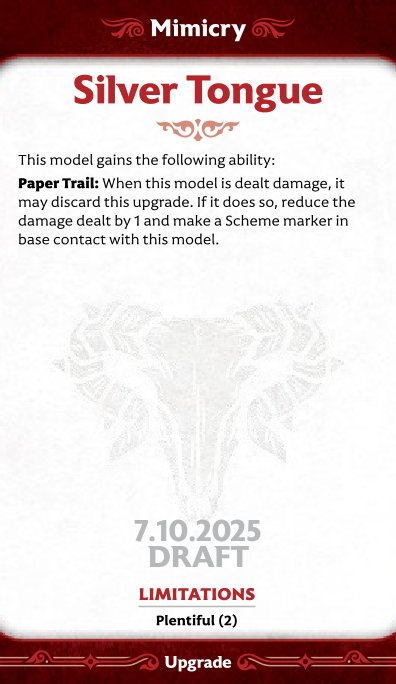 Mimicry
Silver Tongue
This model gains the following ability:
Paper Trail: When this model is dealt damage, it
may discard this upgrade. If it does so, reduce the
damage dealt by 1 and make a Scheme marker in
base contact with this model.
7.10.2025
DRAFT
LIMITATIONS
Plentiful (2)
Upgrade